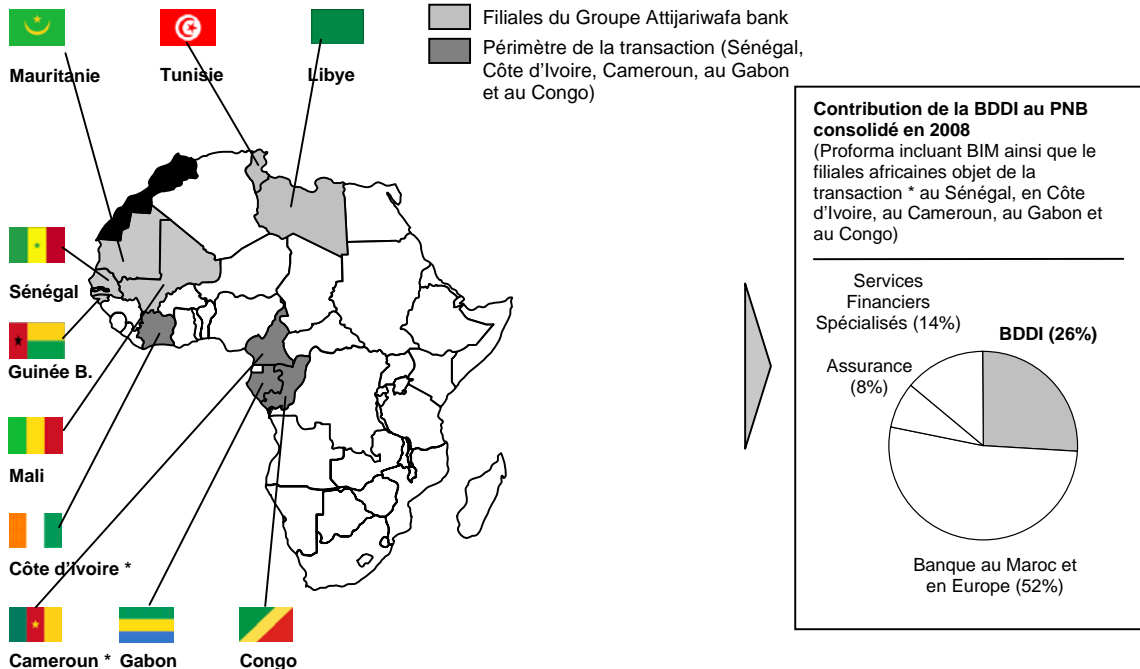 Filiales du Groupe Attijariwafa bank
Périmètre de la transaction (Sénégal,
Côte d'Ivoire, Cameroun, au Gabon
et au Congo)
Mauritanie
Tunisie
Libye
Sénégal
Guinée B.
Mali
Côte d'Ivoire *
Cameroun *
Gabon
Congo
Contribution de la BDDI au PNB
consolidé en 2008
(Proforma incluant BIM ainsi que le
filiales africaines objet de la
transaction * au Sénégal, en Côte
d'Ivoire, au Cameroun, au Gabon et
au Congo)
Services
Financiers
Spécialisés (14%)
BDDI (26%)
Assurance
(8%)
Banque au Maroc et
en Europe (52%)